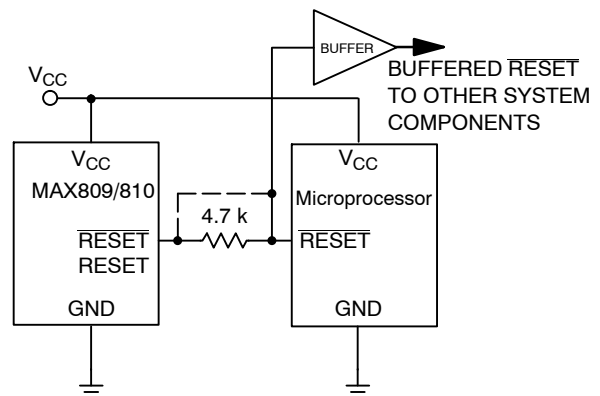 BUFFER
BUFFERED RESET
TO OTHER SYSTEM
COMPONENTS
VCC
VCC
MAX809/810
RESET
RESET
GND
4.7 k
VCC
Microprocessor
RESET
GND